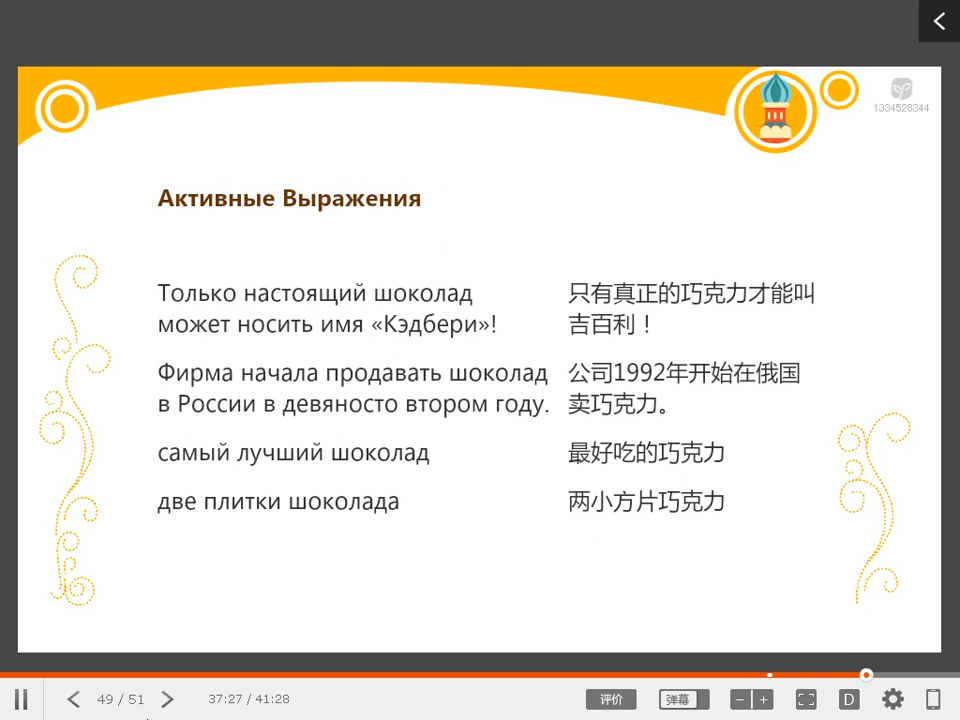 1334528344
Активные Выражения
Только настоящий шоколад
может носить имя «Кэдбери»!
只有真正的巧克力才能叫
吉百利！
Фирма начала продавать шоколад
в России в девяносто втором году.
公司1992年开始在俄国
卖巧克力。
самый лучший шоколад
最好吃的巧克力
две плитки шоколада
两小方片巧克力
49 / 51
37:27 / 41:28
评价
弹幕
D